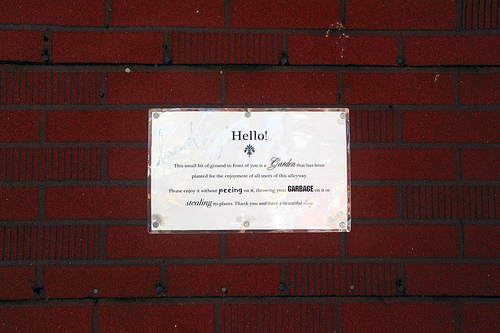 Hello!
This small bit of ground in front of you is a Garden that has been
planted for the enjoyment of all users of this alleyway.
Please enjoy it without peeing on it, throwing your GARBAGE on it or
stealing its plants. Thank you and have a beautiful day.